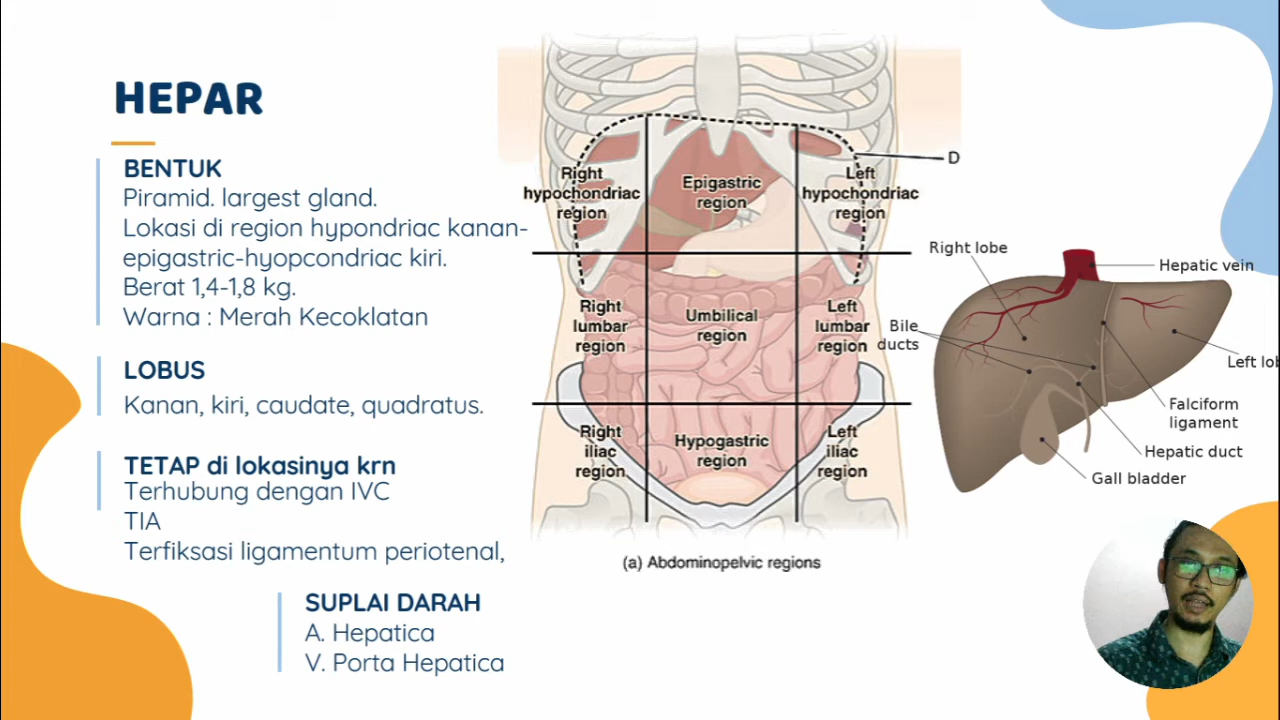 HEPAR
BENTUK
Piramid. largest gland.
Lokasi di region hypondriac kanan-
epigastric-hyopcondriac kiri.
Berat 1,4-1,8 kg.
Warna : Merah Kecoklatan
LOBUS
Kanan, kiri, caudate, quadratus.
TETAP di lokasinya krn
Terhubung dengan IVC
TIA
Terfiksasi ligamentum periotenal,
SUPLAI DARAH
A. Hepatica
V. Porta Hepatica
D
Right
hypochondriac
region
Epigastric
region
Left
hypochondriac
region
Right
lumbar
region
Umbilical
region
Left
lumbar
region
Right
iliac
region
Hypogastric
region
Left
iliac
region
(a) Abdominopelvic regions
Right lobe
Hepatic vein
Bile
ducts
Left lob
Falciform
ligament
Hepatic duct
Gall bladder